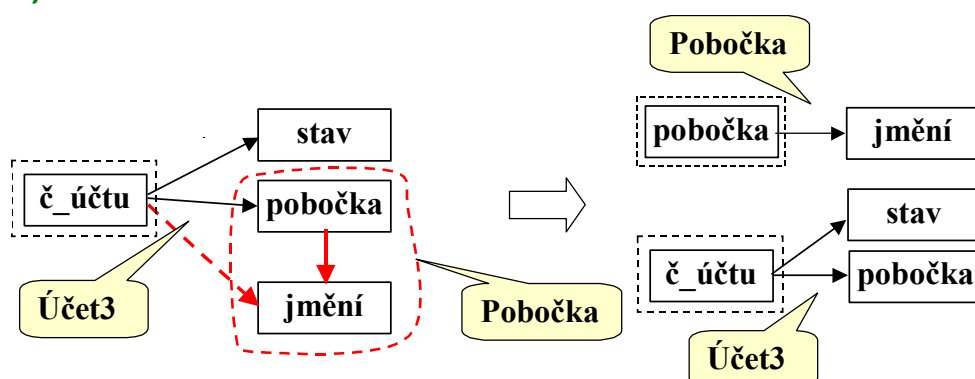 )
stav
č_účtu
pobočka
jmění
Účet3
Pobočka
Pobočka
pobočka
jmění
stav
č_účtu
pobočka
Účet3